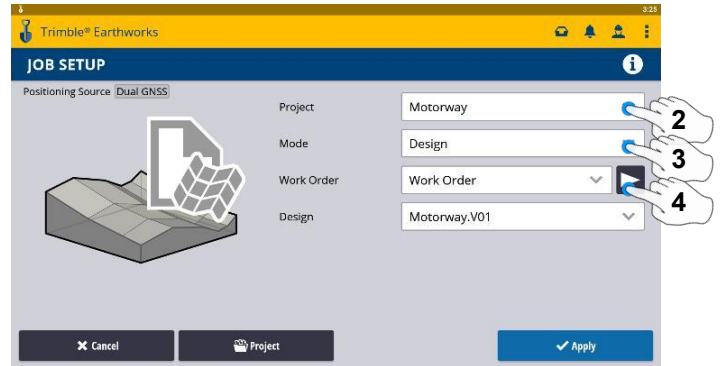 3:25
Trimble® Earthworks
JOB SETUP
Positioning Source Dual GNSS
Project Motorway 2
Mode Design 3
Work Order Work Order 4
Design Motorway.V01
Cancel Project Apply